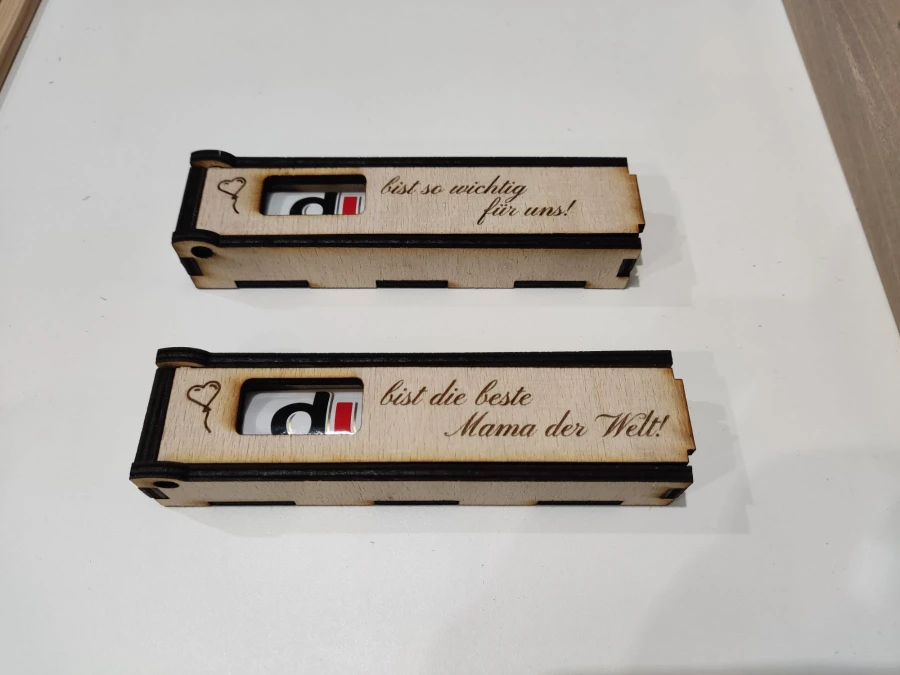 d
bist so wichtig
für uns!
d
bist die beste
Mama der Welt!